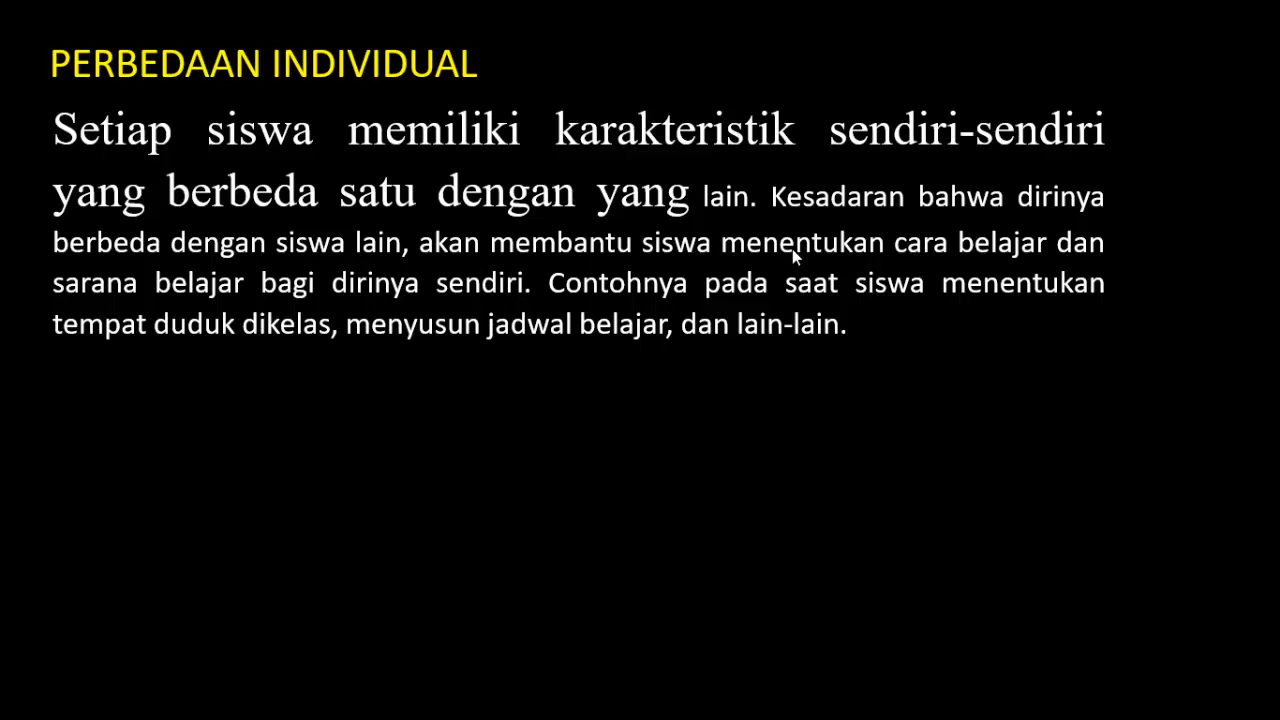 PERBEDAAN INDIVIDUAL
Setiap siswa memiliki karakteristik sendiri-sendiri
yang berbeda satu dengan yang lain. Kesadaran bahwa dirinya
berbeda dengan siswa lain, akan membantu siswa menentukan cara belajar dan
sarana belajar bagi dirinya sendiri. Contohnya pada saat siswa menentukan
tempat duduk dikelas, menyusun jadwal belajar, dan lain-lain.